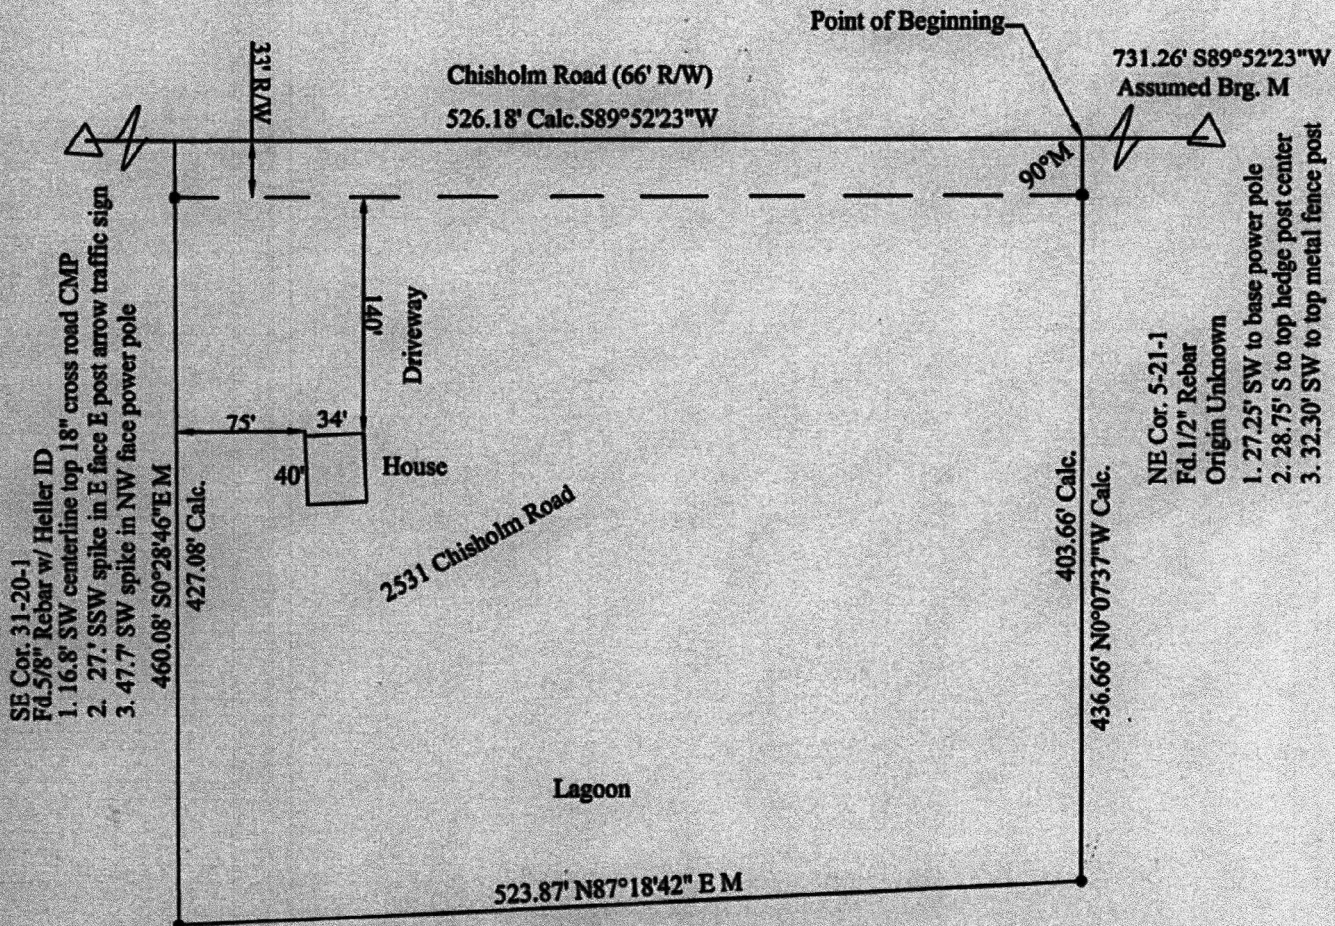 Point of Beginning
731.26' S89°52'23"W
Assumed Brg. M
Chisholm Road (66' R/W)
526.18' Calc.S89°52'23"W
33' R/W
90°M
140'
Driveway
75'
34'
40'
House
2531 Chisholm Road
SE Cor. 31-20-1
Fd.5/8" Rebar w/ Heller ID
1. 16.8' SW centerline top 18" cross road CMP
2. 27.' SSW spike in E face E post arrow traffic sign
3. 47.7' SW spike in NW face power pole
460.08' S0°28'46"E M
427.08' Calc.
403.66' Calc.
436.66' N0°07'37"W Calc.
NE Cor. 5-21-1
Fd.1/2" Rebar
Origin Unknown
1. 27.25' SW to base power pole
2. 28.75' S to top hedge post center
3. 32.30' SW to top metal fence post
Lagoon
523.87' N87°18'42" E M